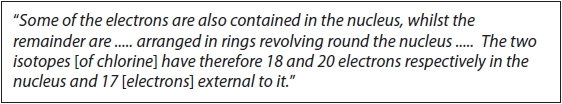 “Some of the electrons are also contained in the nucleus, whilst the
remainder are ..... arranged in rings revolving round the nucleus ..... The two
isotopes [of chlorine] have therefore 18 and 20 electrons respectively in the
nucleus and 17 [electrons] external to it.”